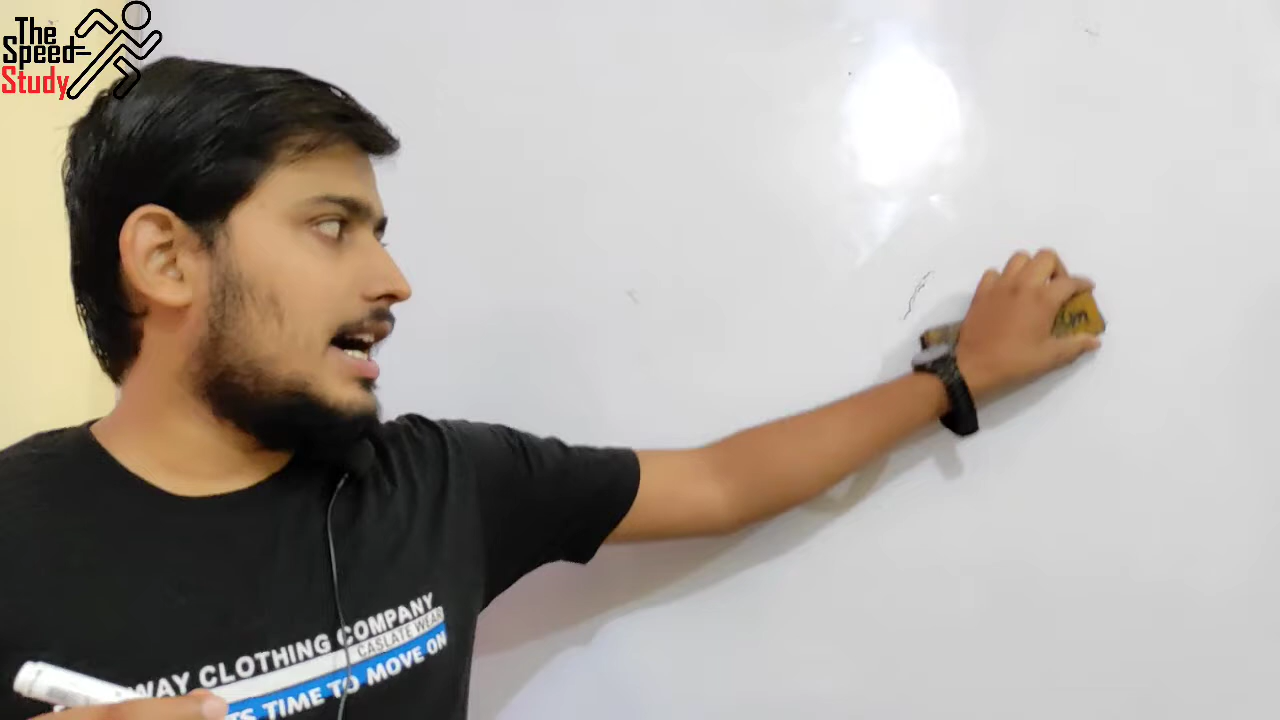 The
Speed
Study
WAY CLOTHING COMPANY
CASLATE WEAR
TS TIME TO MOVE ON